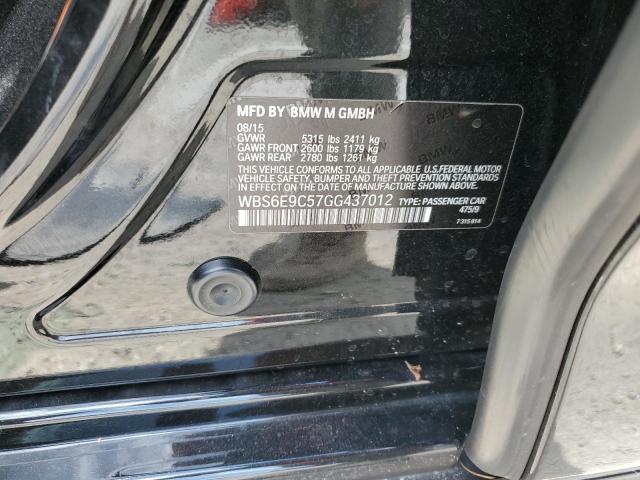 MFD BY BMW M GMBH
08/15
GVWR 5315 lbs 2411 kg
GAWR FRONT 2600 lbs 1179 kg
GAWR REAR 2780 lbs 1261 kg
THIS VEHICLE CONFORMS TO ALL APPLICABLE U.S.FEDERAL MOTOR
VEHICLE SAFETY, BUMPER AND THEFT PREVENTION STANDARDS
IN EFFECT ON THE DATE OF MANUFACTURE SHOWN ABOVE.
WBS6E9C57GG437012 TYPE: PASSENGER CAR
475/9
7315814